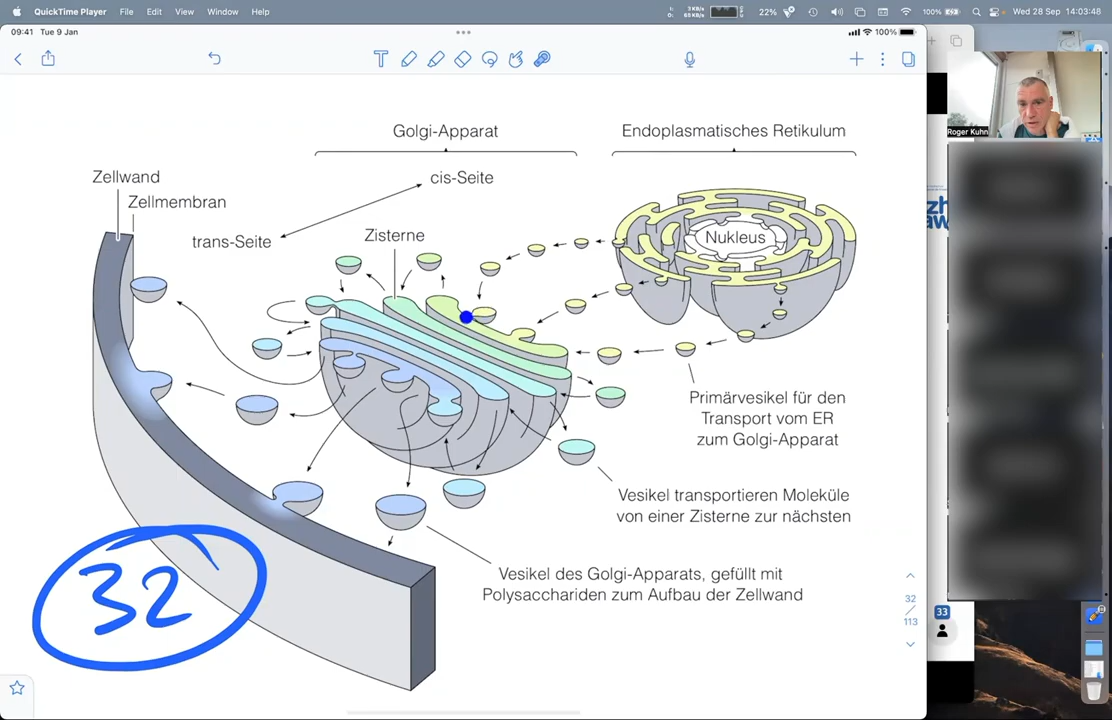 QuickTime Player File Edit View Window Help
22%
100%
Wed 28 Sep 14:03:48
09:41 Tue 9 Jan
100%
Roger Kuhn
Golgi-Apparat
Endoplasmatisches Retikulum
cis-Seite
Zellwand
Zellmembran
trans-Seite
Zisterne
Nukleus
Primärvesikel für den
Transport vom ER
zum Golgi-Apparat
Vesikel transportieren Moleküle
von einer Zisterne zur nächsten
Vesikel des Golgi-Apparats, gefüllt mit
Polysacchariden zum Aufbau der Zellwand
32
32
/
113
33
zh
aw